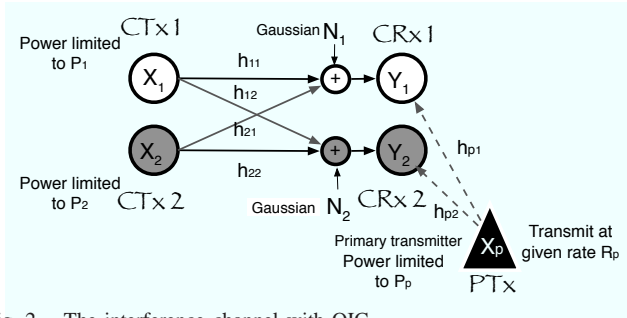 CTx 1
Power limited
to P1
X1
h11
h12
Gaussian N1
+
CRx 1
Y1
h21
h22
X2
Power limited
to P2
CTx 2
+
Gaussian N2
Y2
CRx 2
hp1
hp2
Primary transmitter
Power limited
to Pp
Xp
PTx
Transmit at
given rate Rp
Fig. 2. The interference channel with OIC